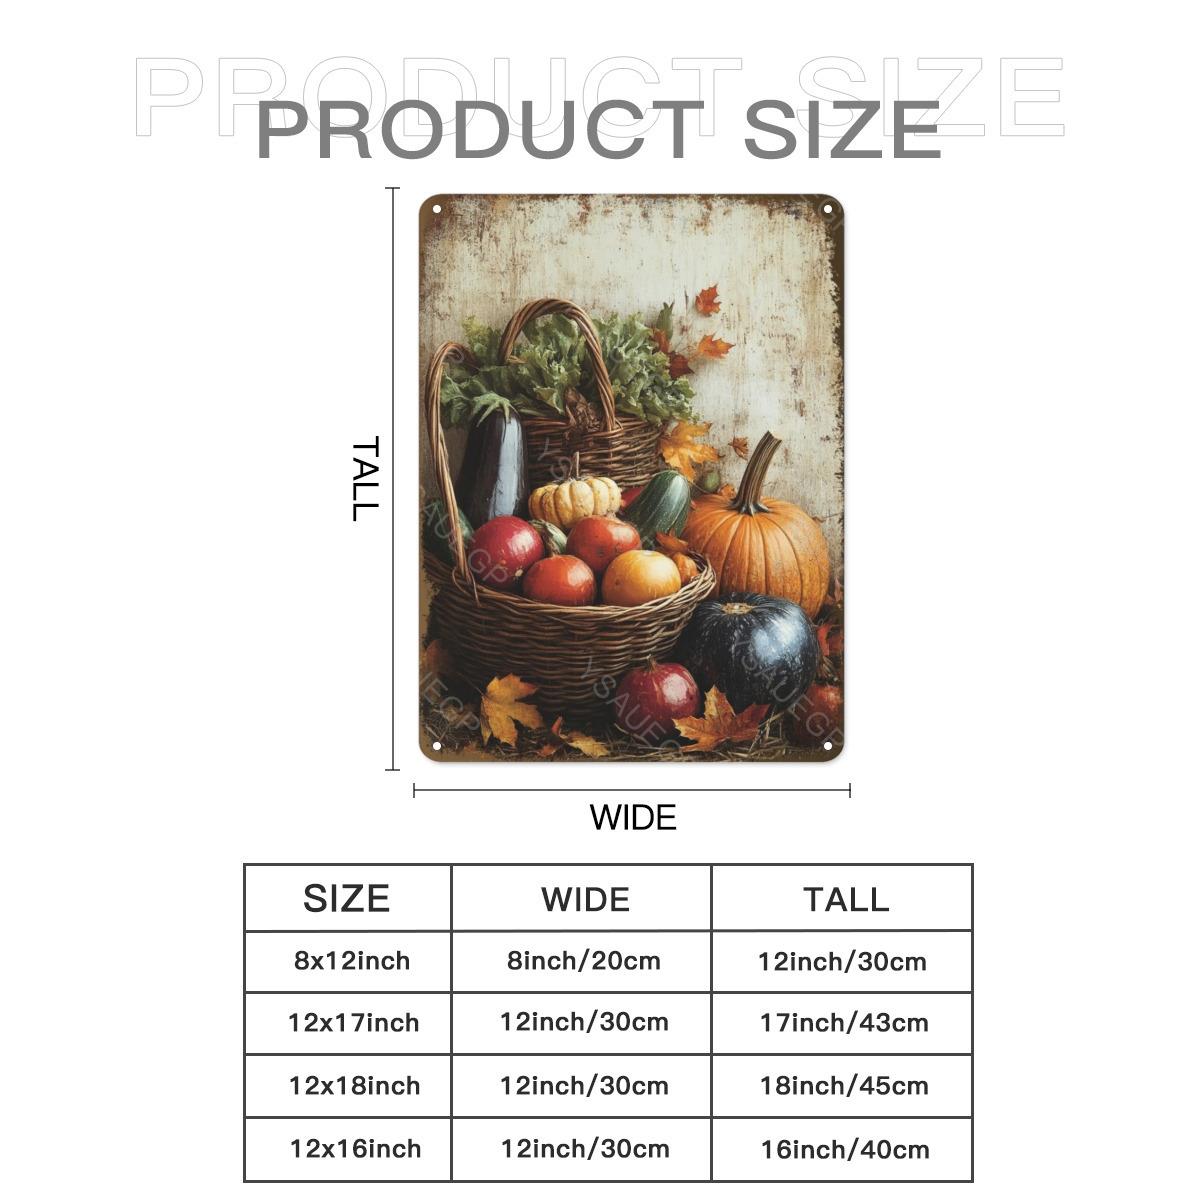 PRODUCT SIZE
PRODUCT SIZE
TALL
YSAUEGP
WIDE
SIZE WIDE TALL
8x12inch 8inch/20cm 12inch/30cm
12x17inch 12inch/30cm 17inch/43cm
12x18inch 12inch/30cm 18inch/45cm
12x16inch 12inch/30cm 16inch/40cm